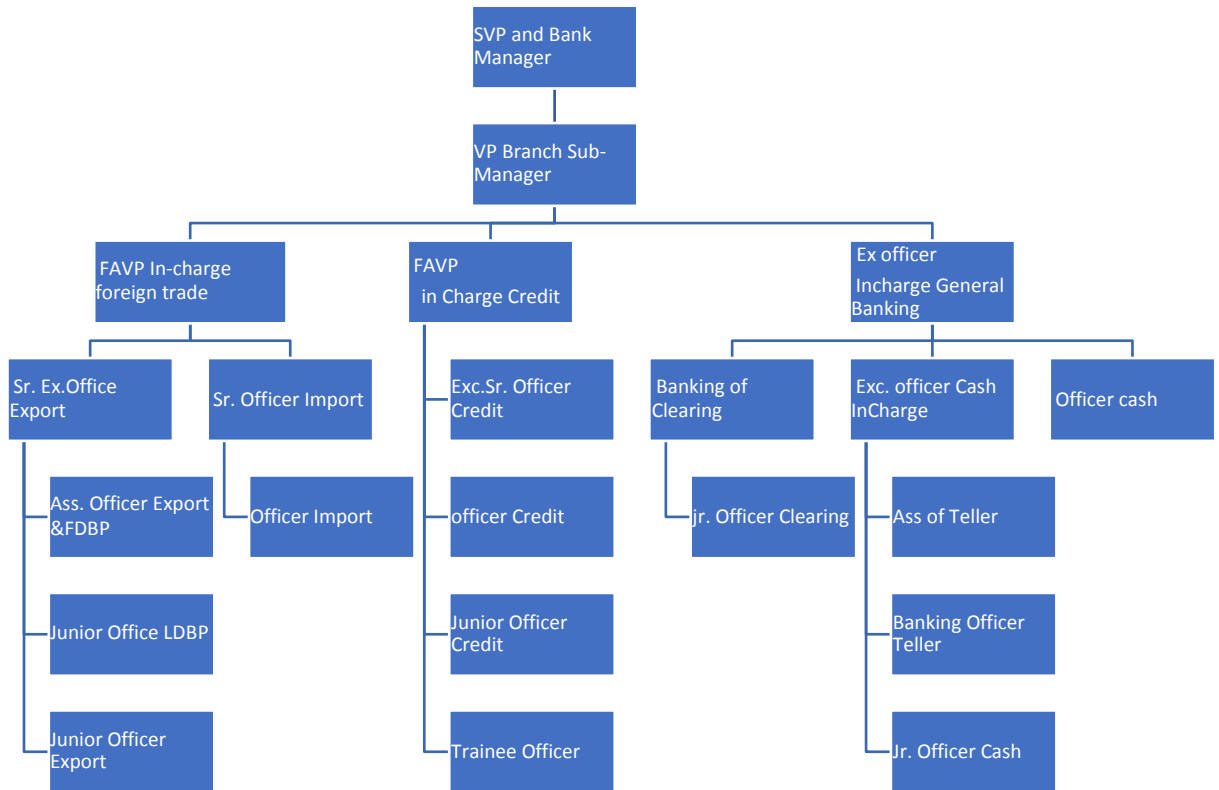 SVP and Bank
Manager
VP Branch Sub-
Manager
FAVP In-charge
foreign trade
FAVP
in Charge Credit
Ex officer
Incharge General
Banking
Sr. Ex.Office
Export
Sr. Officer Import
Exc.Sr. Officer
Credit
Banking of
Clearing
Exc. officer Cash
InCharge
Officer cash
Ass. Officer Export
&FDBP
Officer Import
officer Credit
jr. Officer Clearing
Ass of Teller
Junior Office LDBP
Junior Officer
Credit
Banking Officer
Teller
Junior Officer
Export
Trainee Officer
Jr. Officer Cash